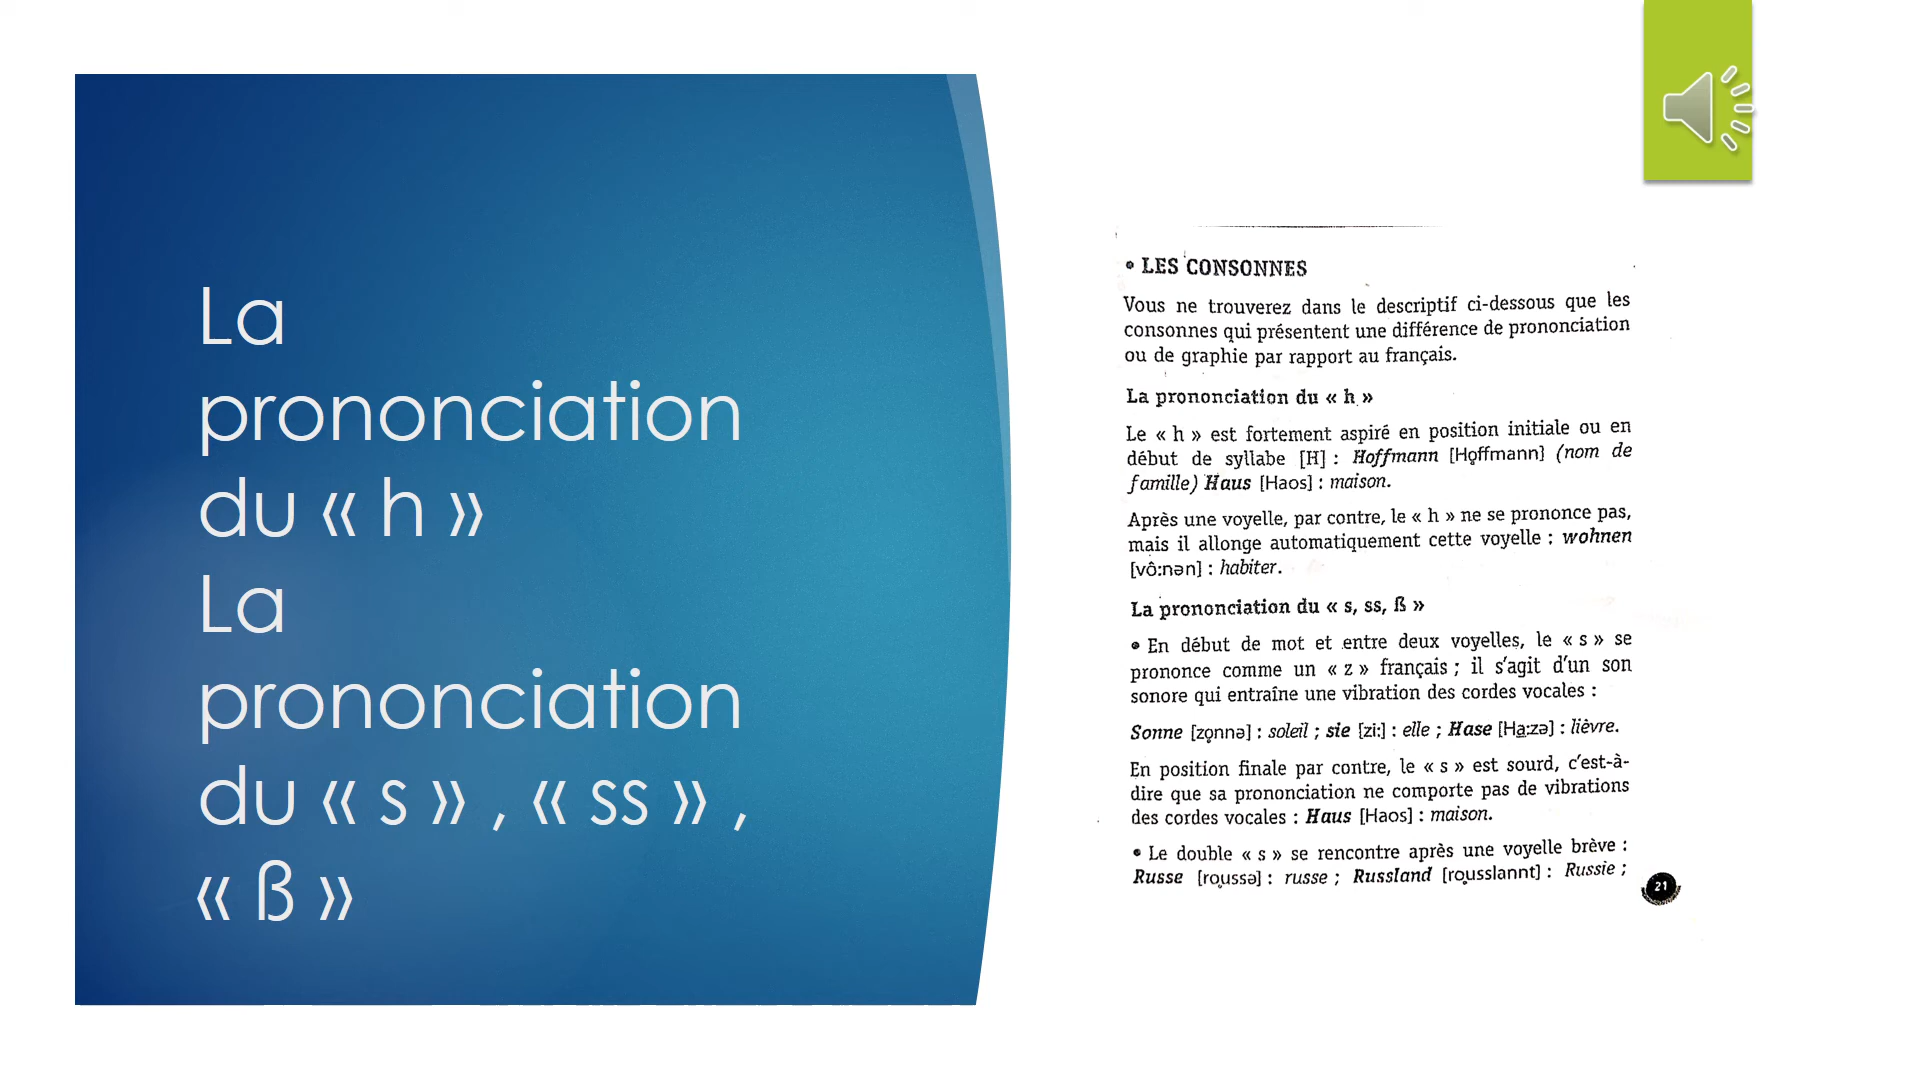 La
prononciation
du « h »
La
prononciation
du « s » , « ss » ,
« ß »
• LES CONSONNES
Vous ne trouverez dans le descriptif ci-dessous que les
consonnes qui présentent une différence de prononciation
ou de graphie par rapport au français.
La prononciation du « h »
Le « h » est fortement aspiré en position initiale ou en
début de syllabe [H] : Hoffmann [Ho̱ffmann] (nom de
famille) Haus [Haos] : maison.
Après une voyelle, par contre, le « h » ne se prononce pas,
mais il allonge automatiquement cette voyelle : wohnen
[vô:nən] : habiter.
La prononciation du « s, ss, ß »
• En début de mot et entre deux voyelles, le « s » se
prononce comme un « z » français ; il s'agit d'un son
sonore qui entraîne une vibration des cordes vocales :
Sonne [zo̱nnə] : soleil ; sie [zi:] : elle ; Hase [Ha̱:zə] : lièvre.
En position finale par contre, le « s » est sourd, c'est-à-
dire que sa prononciation ne comporte pas de vibrations
des cordes vocales : Haus [Haos] : maison.
• Le double « s » se rencontre après une voyelle brève :
Russe [ro̱ussə] : russe ; Russland [ro̱usslannt] : Russie ;
21